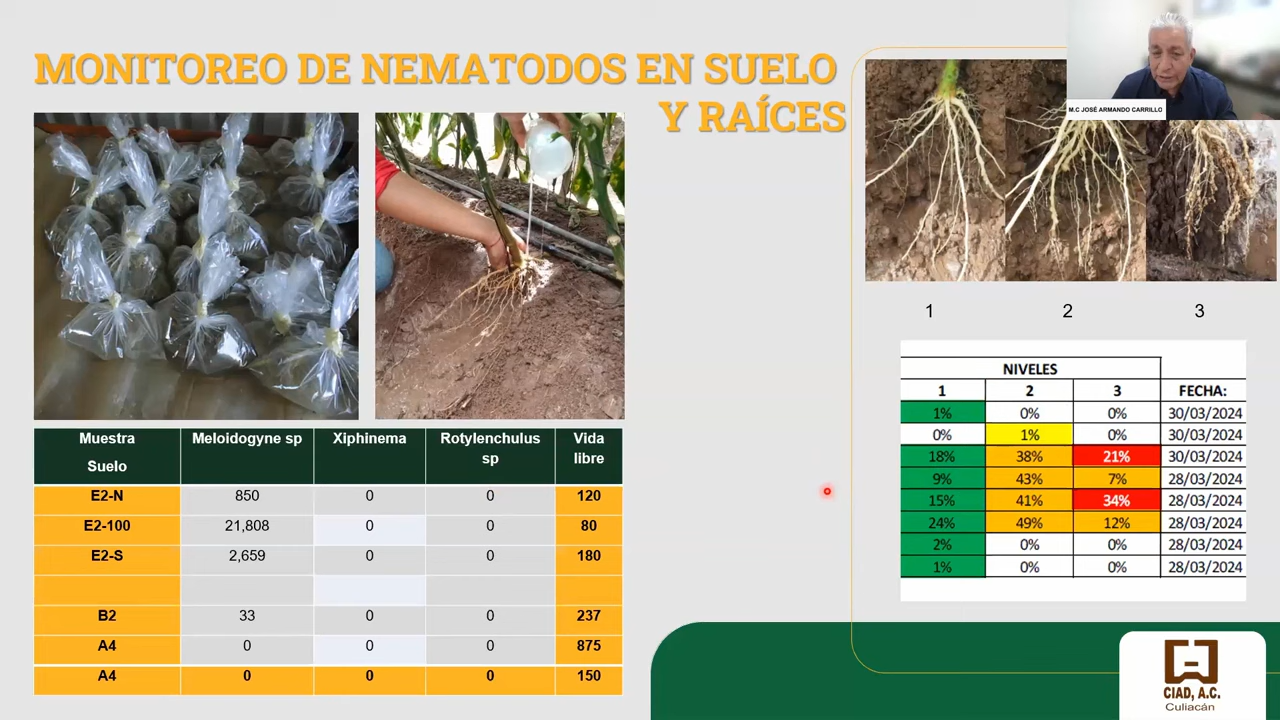 MONITOREO DE NEMATODOS EN SUELO
Y RAÍCES
M.C JOSÉ ARMANDO CARRILLO
1 2 3
NIVELES
1 2 3 FECHA:
1% 0% 0% 30/03/2024
0% 1% 0% 30/03/2024
18% 38% 21% 30/03/2024
9% 43% 7% 28/03/2024
15% 41% 34% 28/03/2024
24% 49% 12% 28/03/2024
2% 0% 0% 28/03/2024
1% 0% 0% 28/03/2024
Muestra Meloidogyne sp Xiphinema Rotylenchulus Vida
Suelo sp libre
E2-N 850 0 0 120
E2-100 21,808 0 0 80
E2-S 2,659 0 0 180
B2 33 0 0 237
A4 0 0 0 875
A4 0 0 0 150
CIAD, A.C.
Culiacán